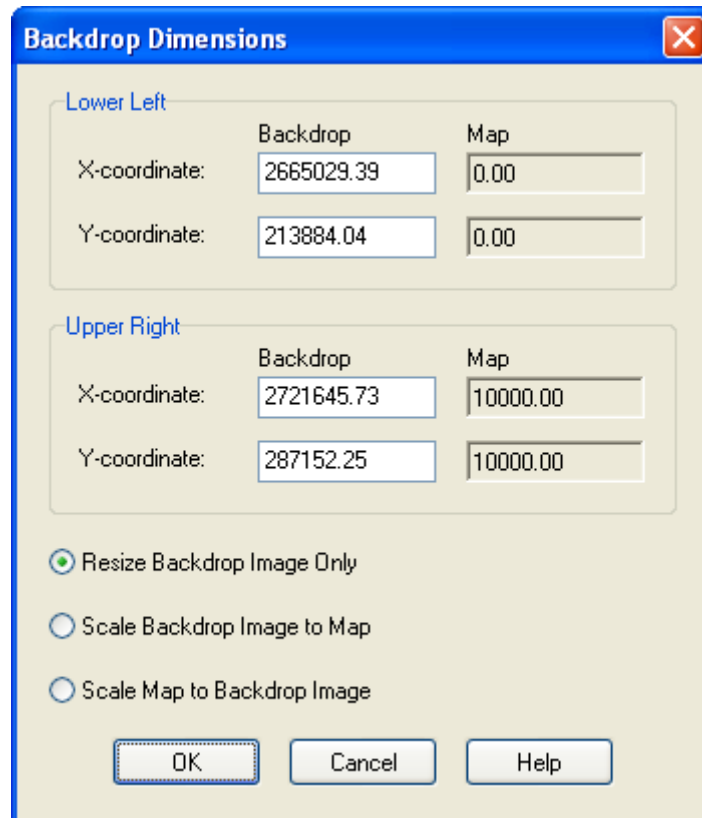 Backdrop Dimensions
Lower Left
Backdrop Map
X-coordinate: 2665029.39 0.00
Y-coordinate: 213884.04 0.00
Upper Right
Backdrop Map
X-coordinate: 2721645.73 10000.00
Y-coordinate: 287152.25 10000.00
Resize Backdrop Image Only
Scale Backdrop Image to Map
Scale Map to Backdrop Image
OK Cancel Help